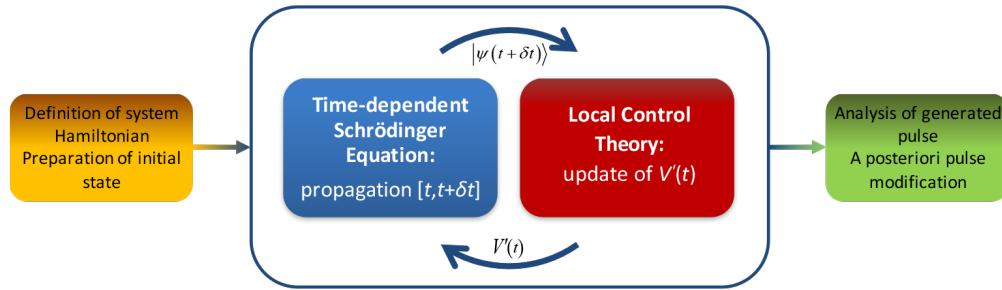 Definition of system
Hamiltonian
Preparation of initial
state
|ψ(t+δt)⟩
Time-dependent
Schrödinger
Equation:
propagation [t,t+δt]
Local Control
Theory:
update of V'(t)
V'(t)
Analysis of generated
pulse
A posteriori pulse
modification